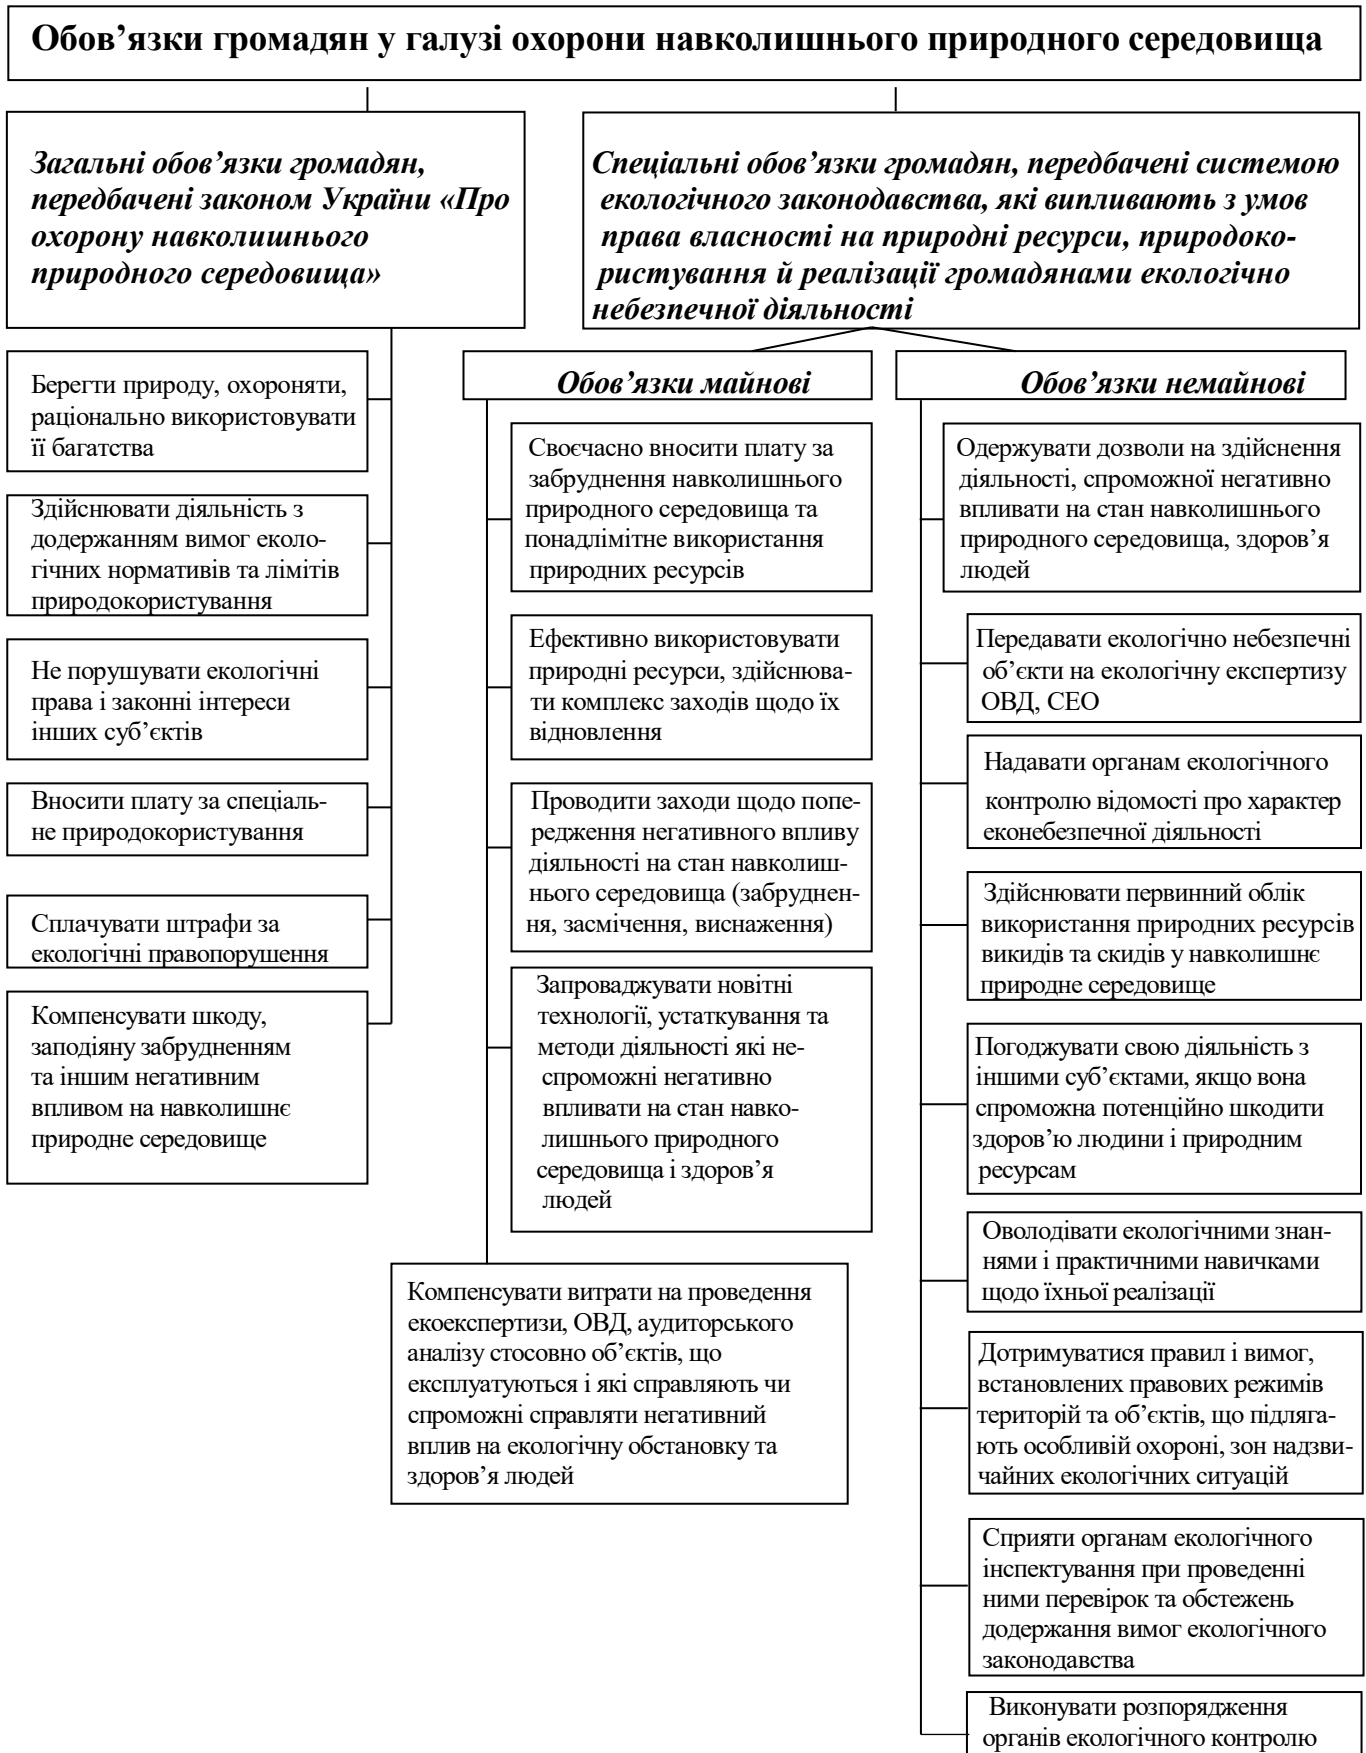 Обов’язки громадян у галузі охорони навколишнього природного середовища
Загальні обов’язки громадян,
передбачені законом України «Про
охорону навколишнього
природного середовища»
Спеціальні обов’язки громадян, передбачені системою
екологічного законодавства, які випливають з умов
права власності на природні ресурси, природоко-
ристування й реалізації громадянами екологічно
небезпечної діяльності
Берегти природу, охороняти,
раціонально використовувати
її багатства
Здійснювати діяльність з
додержанням вимог еколо-
гічних нормативів та лімітів
природокористування
Не порушувати екологічні
права і законні інтереси
інших суб’єктів
Вносити плату за спеціаль-
не природокористування
Сплачувати штрафи за
екологічні правопорушення
Компенсувати шкоду,
заподіяну забрудненням
та іншим негативним
впливом на навколишнє
природне середовище
Обов’язки майнові
Своєчасно вносити плату за
забруднення навколишнього
природного середовища та
понадлімітне використання
природних ресурсів
Ефективно використовувати
природні ресурси, здійснюва-
ти комплекс заходів щодо їх
відновлення
Проводити заходи щодо попе-
редження негативного впливу
діяльності на стан навколиш-
нього середовища (забруднен-
ня, засмічення, виснаження)
Запроваджувати новітні
технології, устаткування та
методи діяльності які не-
спроможні негативно
впливати на стан навко-
лишнього природного
середовища і здоров’я
людей
Компенсувати витрати на проведення
екоекспертизи, ОВД, аудиторського
аналізу стосовно об’єктів, що
експлуатуються і які справляють чи
спроможні справляти негативний
вплив на екологічну обстановку та
здоров’я людей
Обов’язки немайнові
Одержувати дозволи на здійснення
діяльності, спроможної негативно
впливати на стан навколишнього
природного середовища, здоров’я
людей
Передавати екологічно небезпечні
об’єкти на екологічну експертизу
ОВД, СЕО
Надавати органам екологічного
контролю відомості про характер
еконебезпечної діяльності
Здійснювати первинний облік
використання природних ресурсів
викидів та скидів у навколишнє
природне середовище
Погоджувати свою діяльність з
іншими суб’єктами, якщо вона
спроможна потенційно шкодити
здоров’ю людини і природним
ресурсам
Оволодівати екологічними знан-
нями і практичними навичками
щодо їхньої реалізації
Дотримуватися правил і вимог,
встановлених правових режимів
територій та об’єктів, що підляга-
ють особливій охороні, зон надзви-
чайних екологічних ситуацій
Сприяти органам екологічного
інспектування при проведенні
ними перевірок та обстежень
додержання вимог екологічного
законодавства
Виконувати розпорядження
органів екологічного контролю